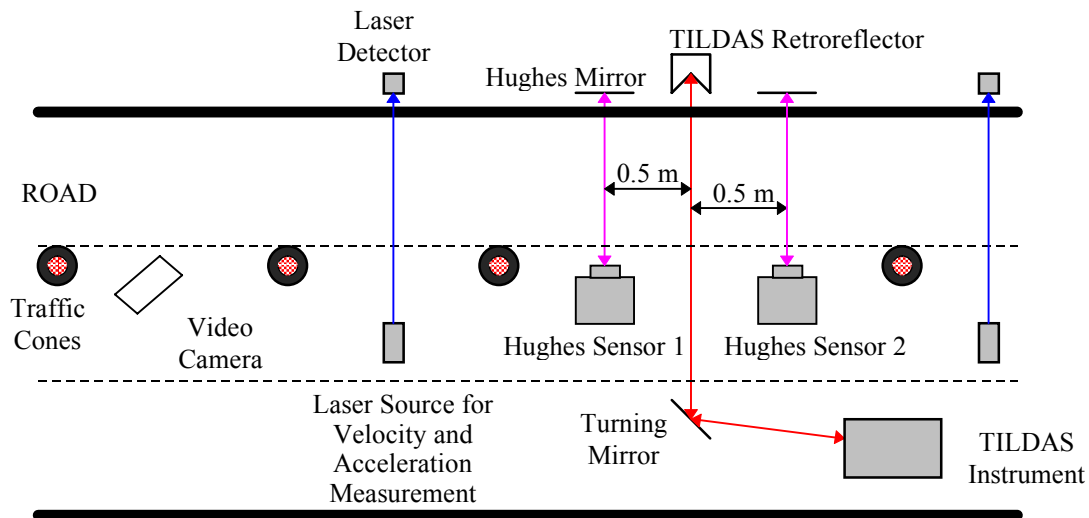 Laser
Detector
TILDAS Retroreflector
Hughes Mirror
0.5 m
0.5 m
ROAD
Traffic
Cones
Video
Camera
Hughes Sensor 1
Hughes Sensor 2
Laser Source for
Velocity and
Acceleration
Measurement
Turning
Mirror
TILDAS
Instrument